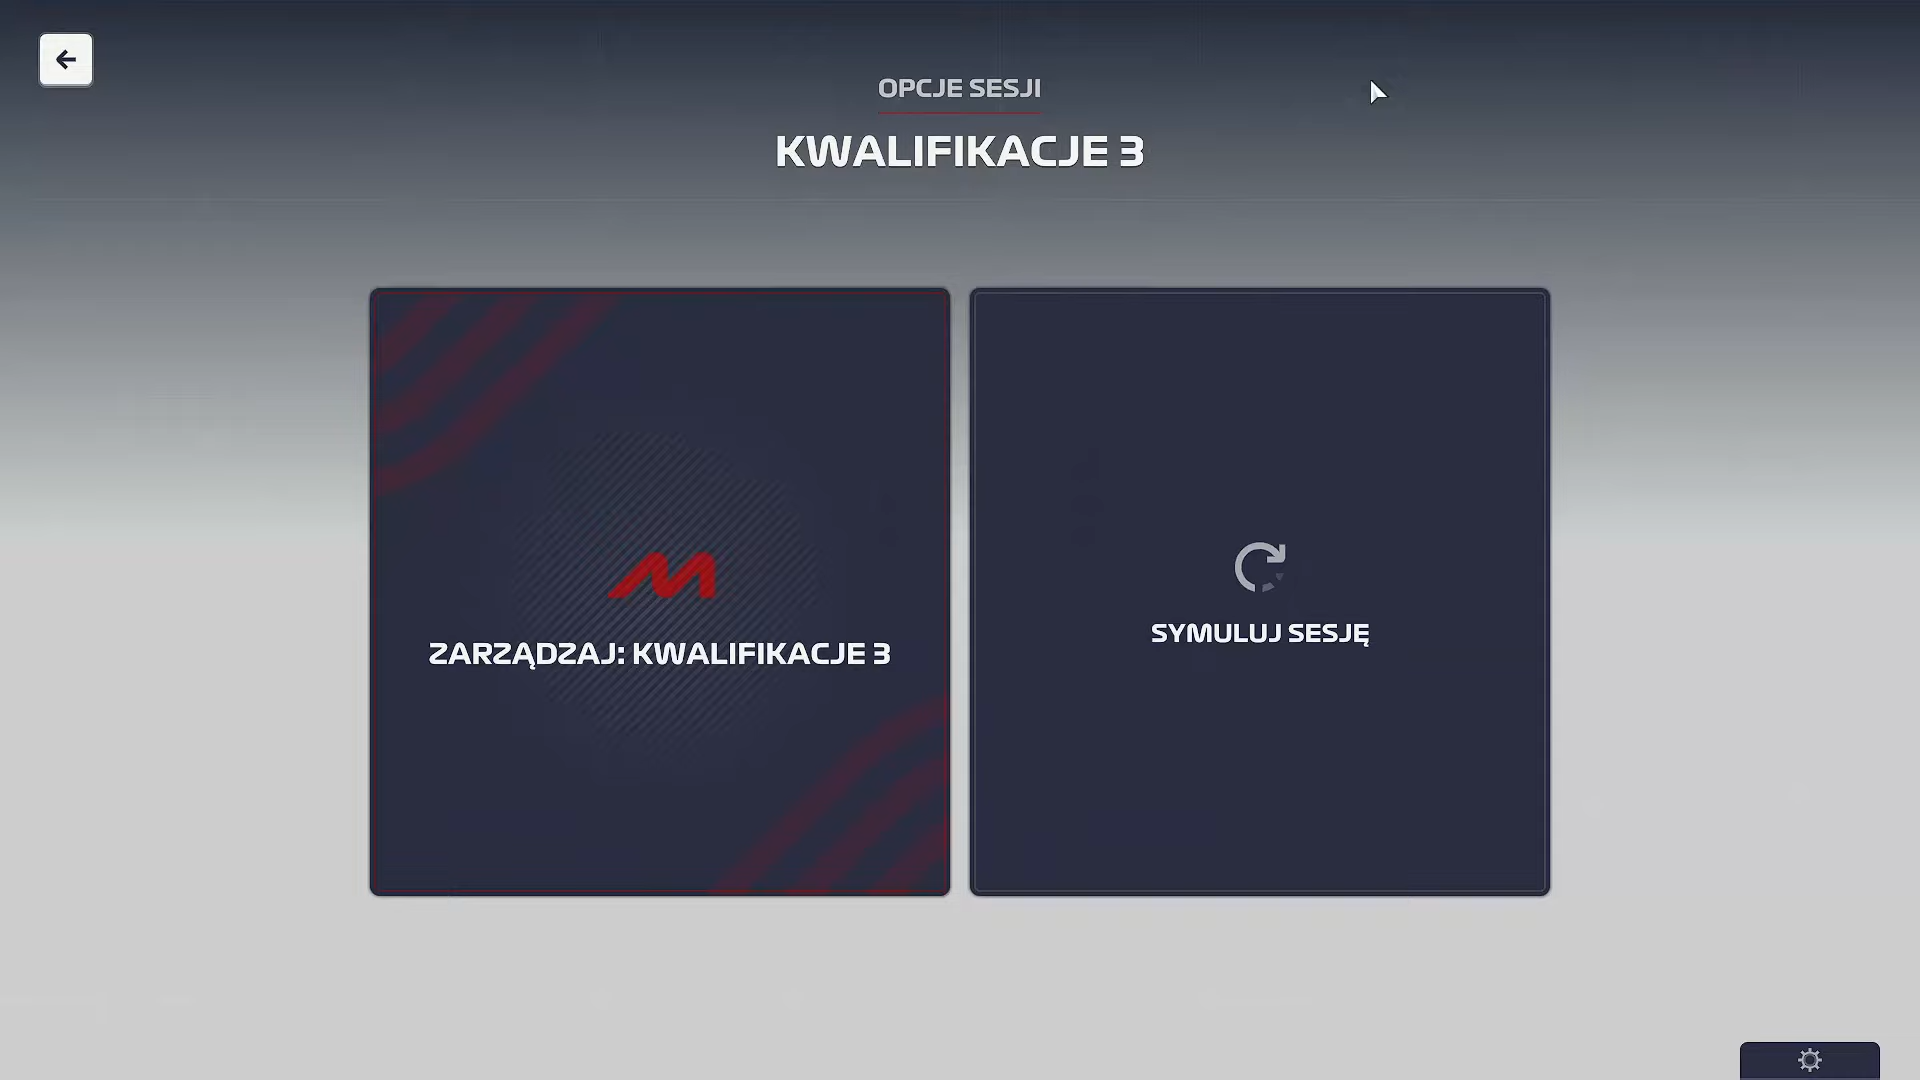 OPCJE SESJI
KWALIFIKACJE 3
ZARZĄDZAJ: KWALIFIKACJE 3
SYMULUJ SESJĘ